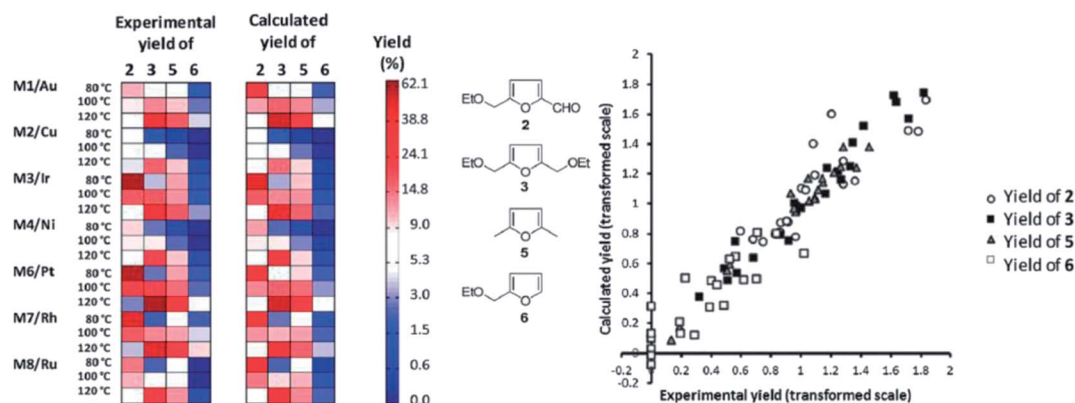 Experimental
yield of
Calculated
yield of
Yield
(%)
2 3 5 6
2 3 5 6
M1/Au
80 °C
100 °C
120 °C
M2/Cu
80 °C
100 °C
120 °C
M3/Ir
80 °C
100 °C
120 °C
M4/Ni
80 °C
100 °C
120 °C
M6/Pt
80 °C
100 °C
120 °C
M7/Rh
80 °C
100 °C
120 °C
M8/Ru
80 °C
100 °C
120 °C
62.1
41.8
24.1
14.8
9.0
5.3
3.0
1.5
0.6
0.0
EtO O CHO
2
EtO O OEt
3
O
5
EtO O
6
Calculated yield (transformed scale)
2
1.8
1.6
1.4
1.2
1
0.8
0.6
0.4
0.2
0
-0.2
-0.2 0 0.2 0.4 0.6 0.8 1 1.2 1.4 1.6 1.8 2
Experimental yield (transformed scale)
Yield of 2
Yield of 3
Yield of 5
Yield of 6